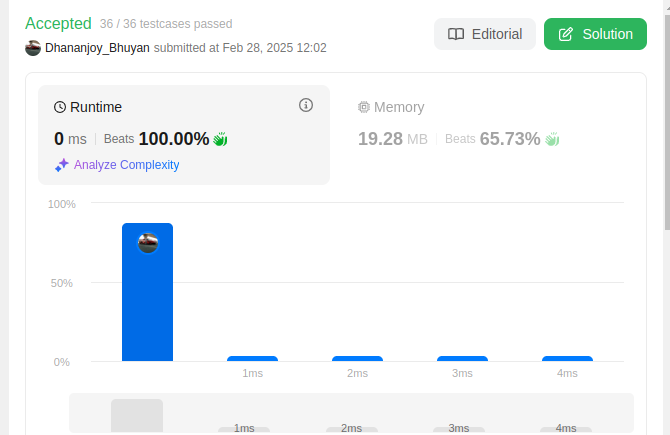 Accepted 36 / 36 testcases passed
Dhananjoy_Bhuyan submitted at Feb 28, 2025 12:02
Editorial
Solution
Runtime
0 ms | Beats 100.00%
Analyze Complexity
Memory
19.28 MB | Beats 65.73%
100%
50%
0%
1ms 2ms 3ms 4ms
1ms 2ms 3ms 4ms